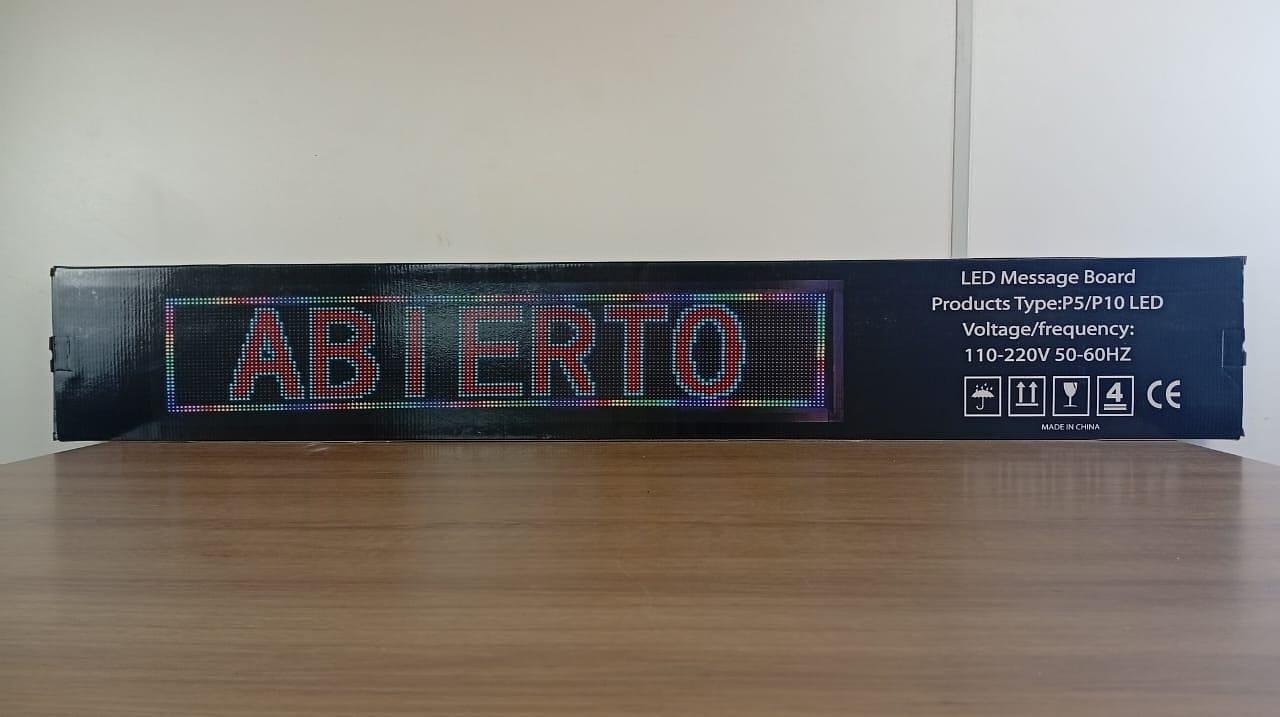 ABIERTO
LED Message Board
Products Type:P5/P10 LED
Voltage/frequency:
110-220V 50-60HZ
4
CE
MADE IN CHINA